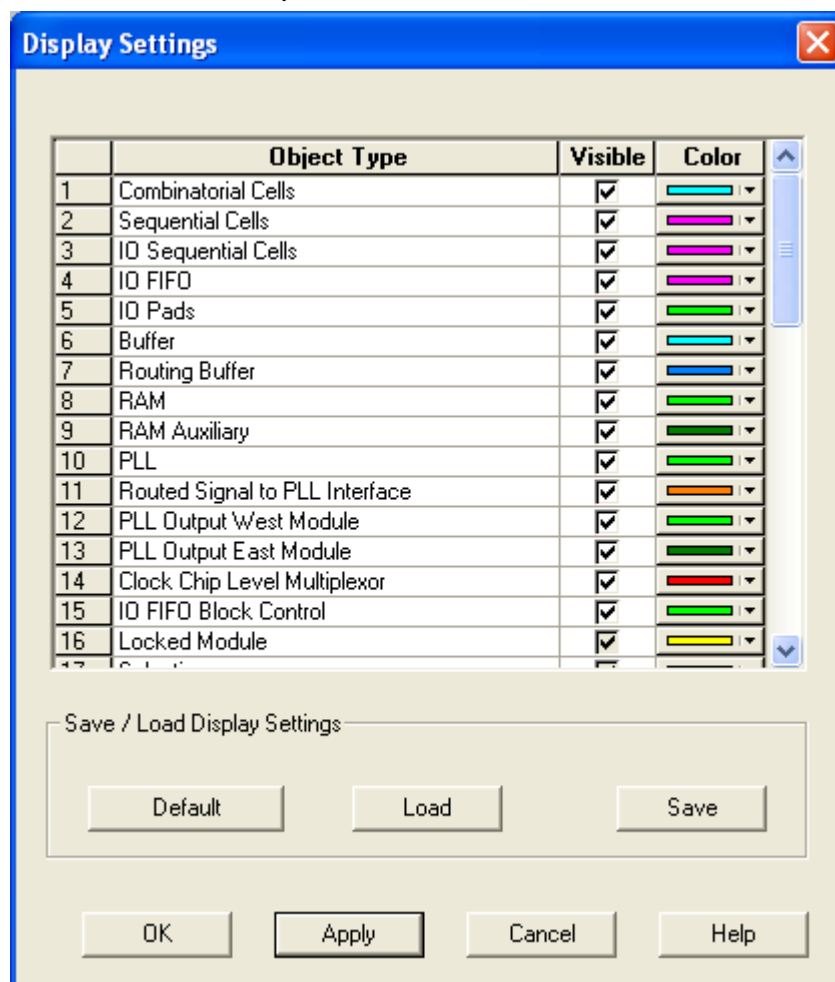 Display Settings
Object Type Visible Color
1 Combinatorial Cells
2 Sequential Cells
3 IO Sequential Cells
4 IO FIFO
5 IO Pads
6 Buffer
7 Routing Buffer
8 RAM
9 RAM Auxiliary
10 PLL
11 Routed Signal to PLL Interface
12 PLL Output West Module
13 PLL Output East Module
14 Clock Chip Level Multiplexor
15 IO FIFO Block Control
16 Locked Module
Save / Load Display Settings
Default Load Save
OK Apply Cancel Help